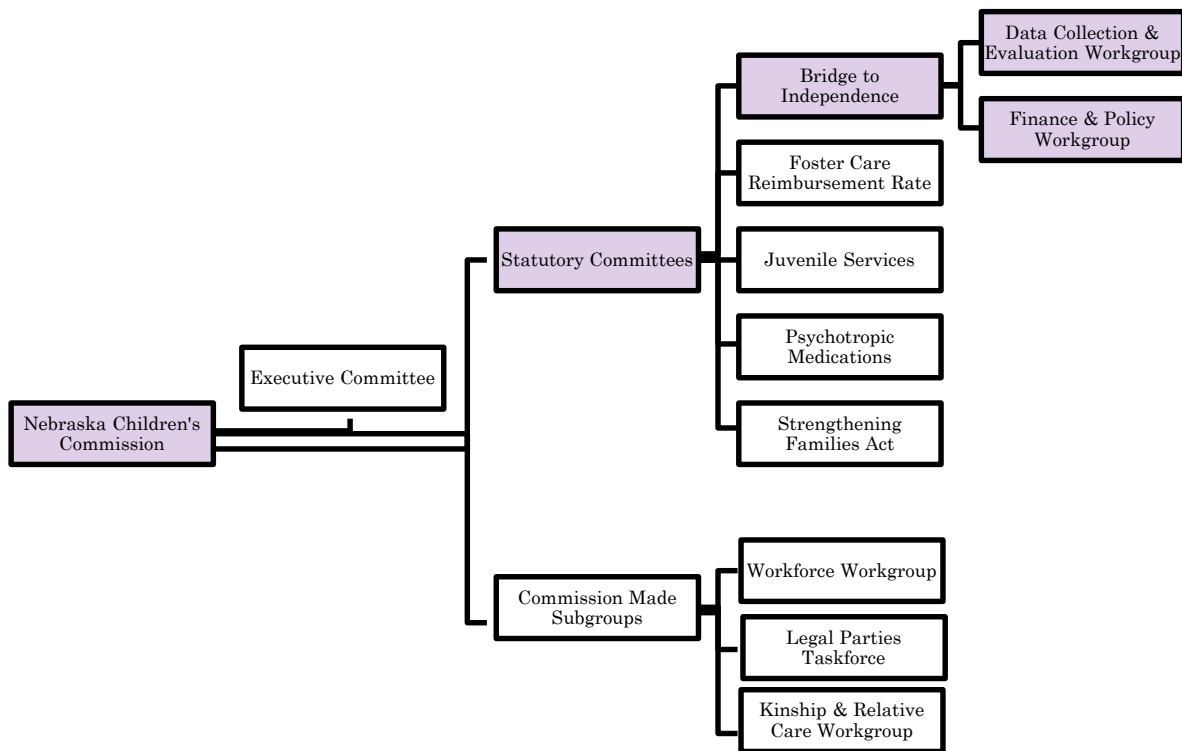 Nebraska Children's
Commission
Executive Committee
Statutory Committees
Bridge to
Independence
Data Collection &
Evaluation Workgroup
Finance & Policy
Workgroup
Foster Care
Reimbursement Rate
Juvenile Services
Psychotropic
Medications
Strengthening
Families Act
Commission Made
Subgroups
Workforce Workgroup
Legal Parties
Taskforce
Kinship & Relative
Care Workgroup